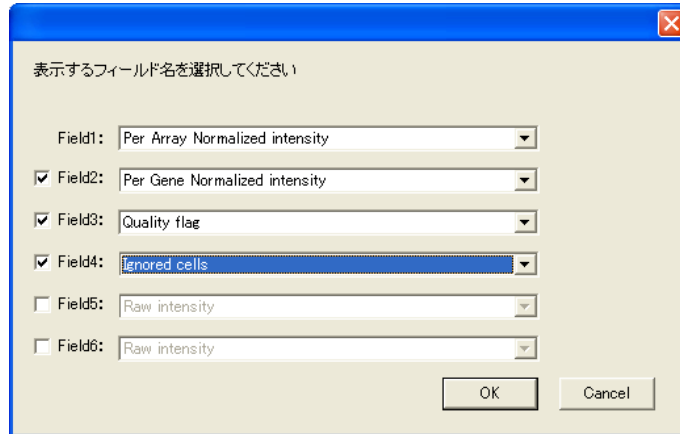 表示するフィールド名を選択してください
Field1: Per Array Normalized intensity
Field2: Per Gene Normalized intensity
Field3: Quality flag
Field4: Ignored cells
Field5: Raw intensity
Field6: Raw intensity
OK Cancel